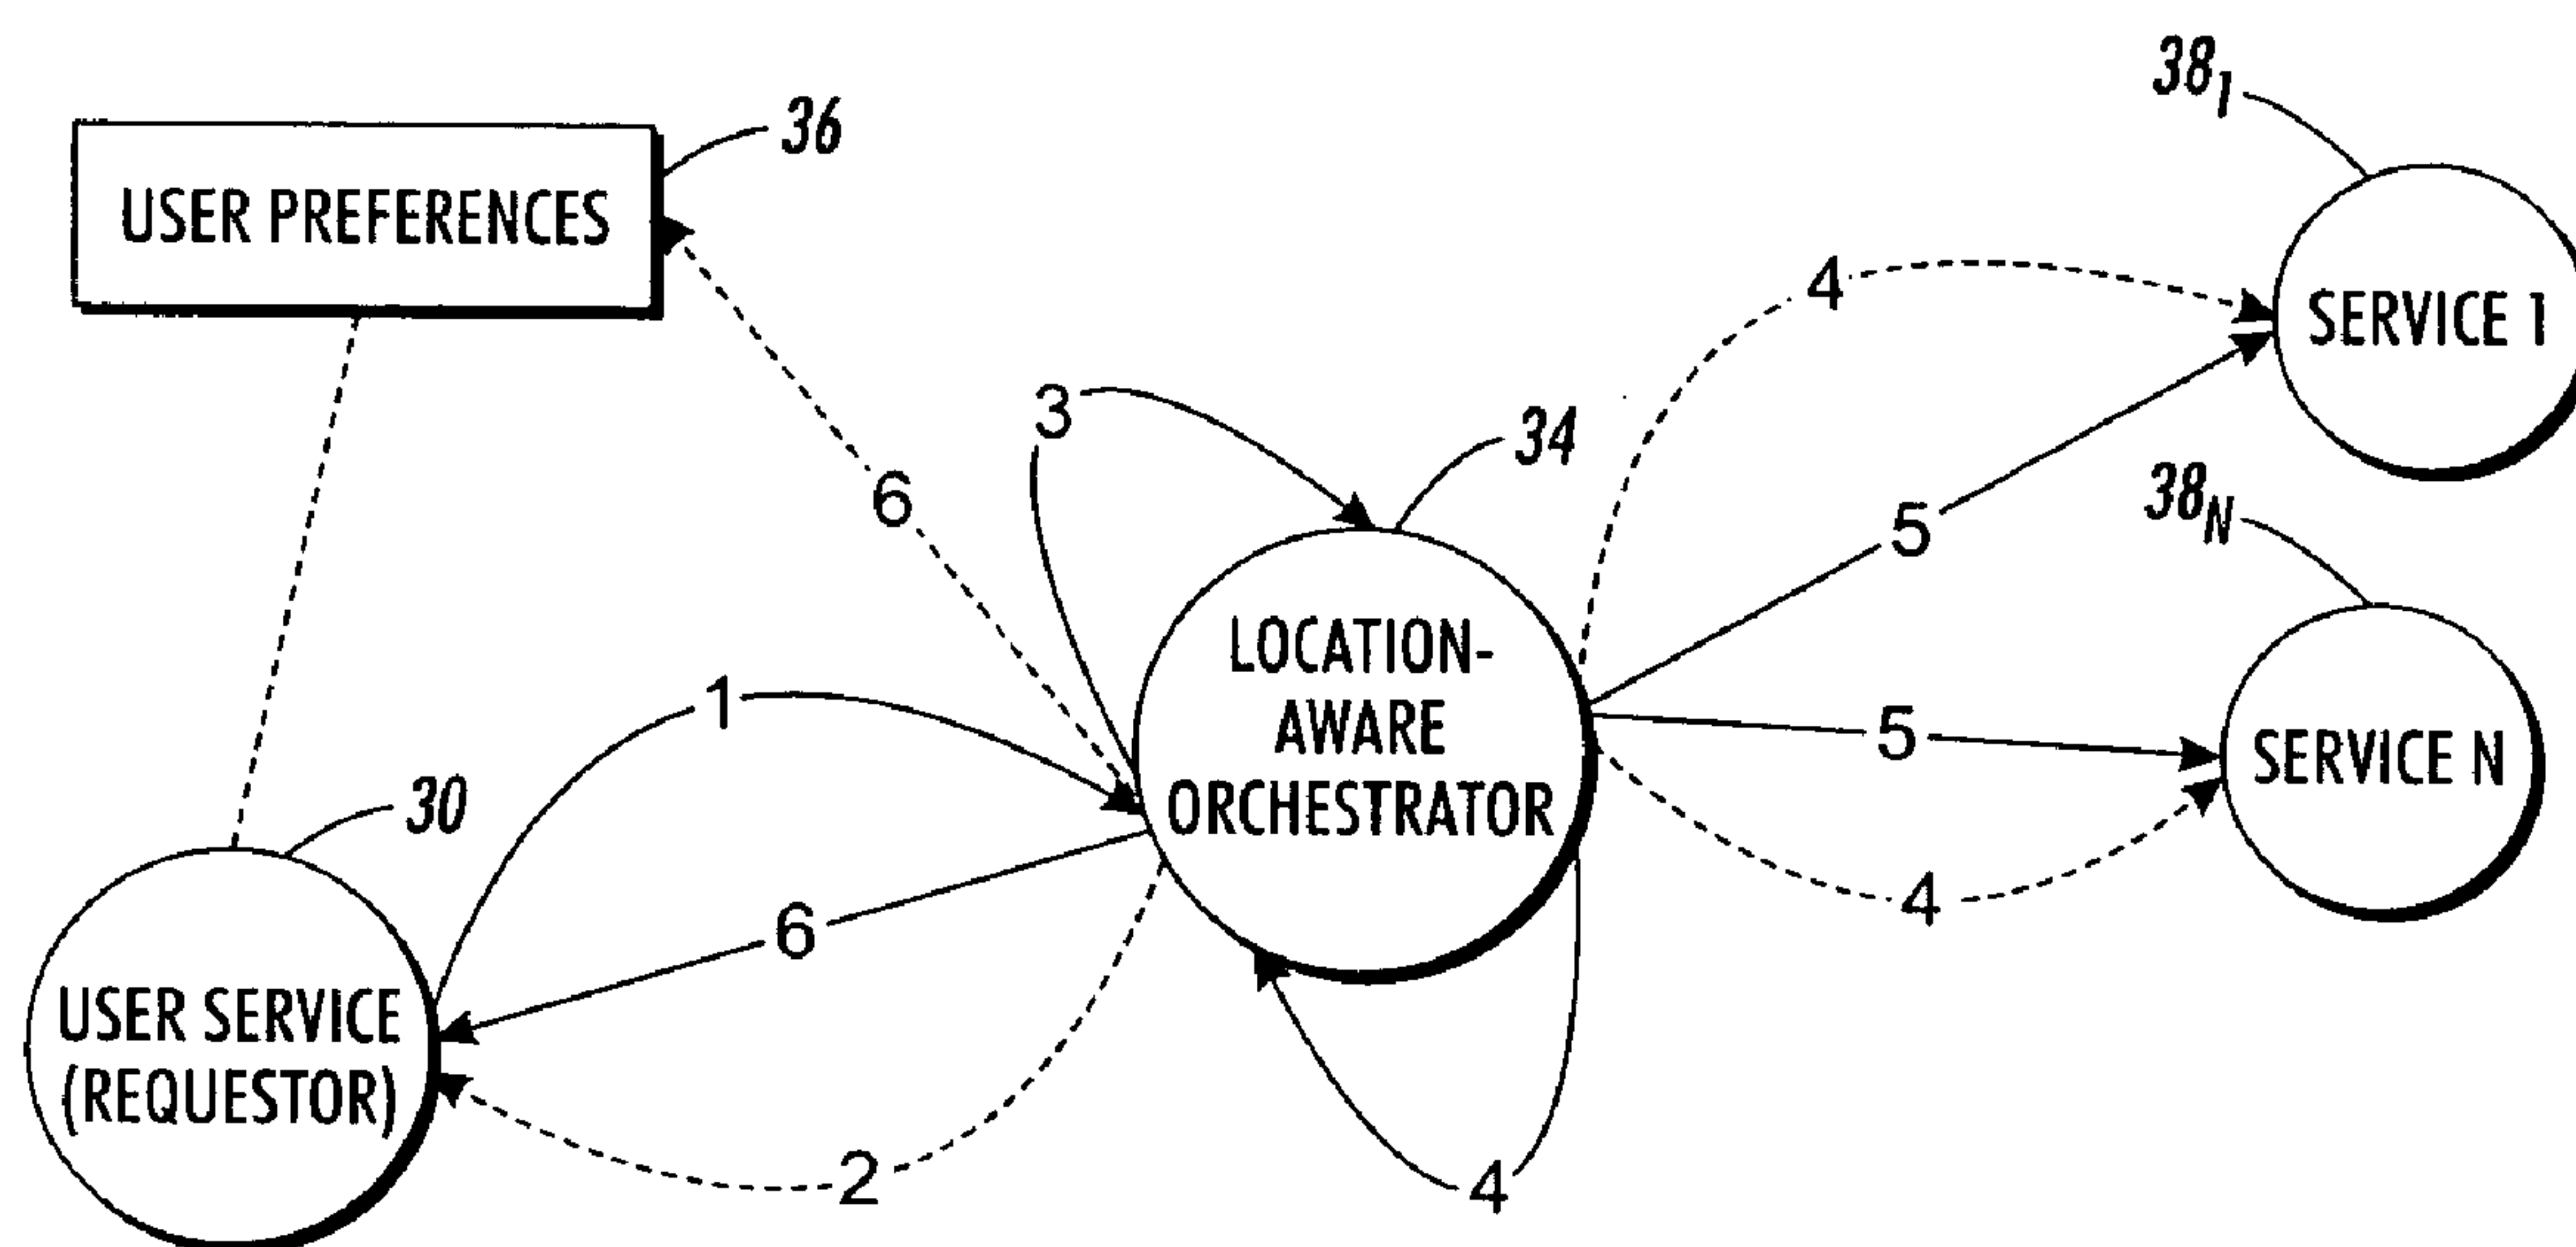 38₁
36
USER PREFERENCES
4
SERVICE 1
3
34
38N
6
5
LOCATION-
AWARE
ORCHESTRATOR
1
5
SERVICE N
30
4
6
USER SERVICE
(REQUESTOR)
2
4